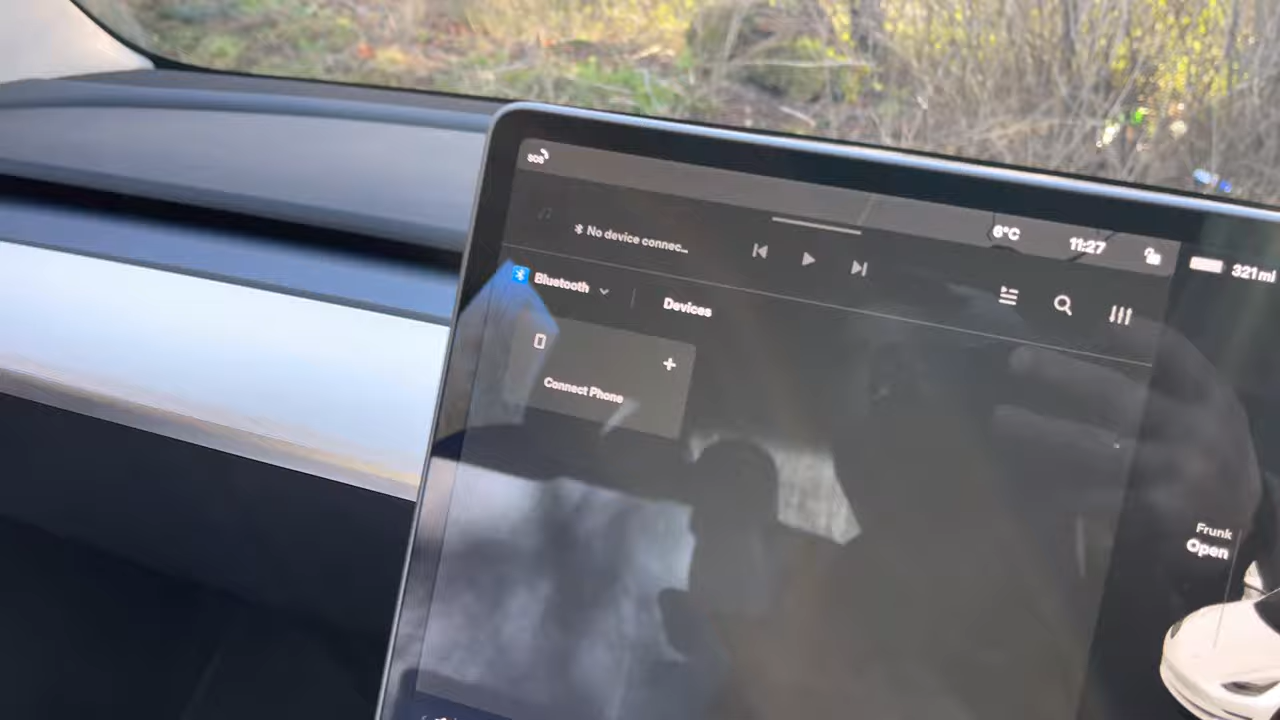 SOS
6°C
11:27
321 mi
No device connec...
Bluetooth
Devices
Connect Phone
Frunk
Open